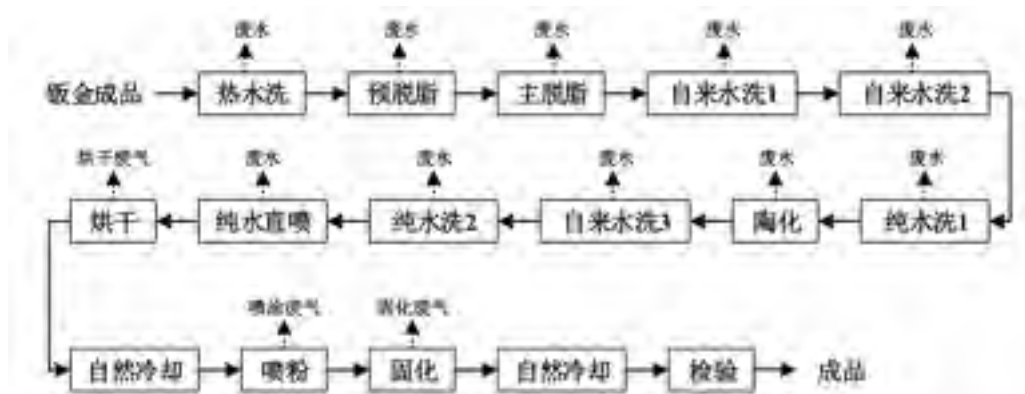 废水 废水 废水 废水 废水
钣金成品 热水洗 预脱脂 主脱脂 自来水洗1 自来水洗2
烘干废气 废水 废水 废水 废水 废水
烘干 纯水直喷 纯水洗2 自来水洗3 陶化 纯水洗1
喷涂废气 固化废气
自然冷却 喷粉 固化 自然冷却 检验 成品